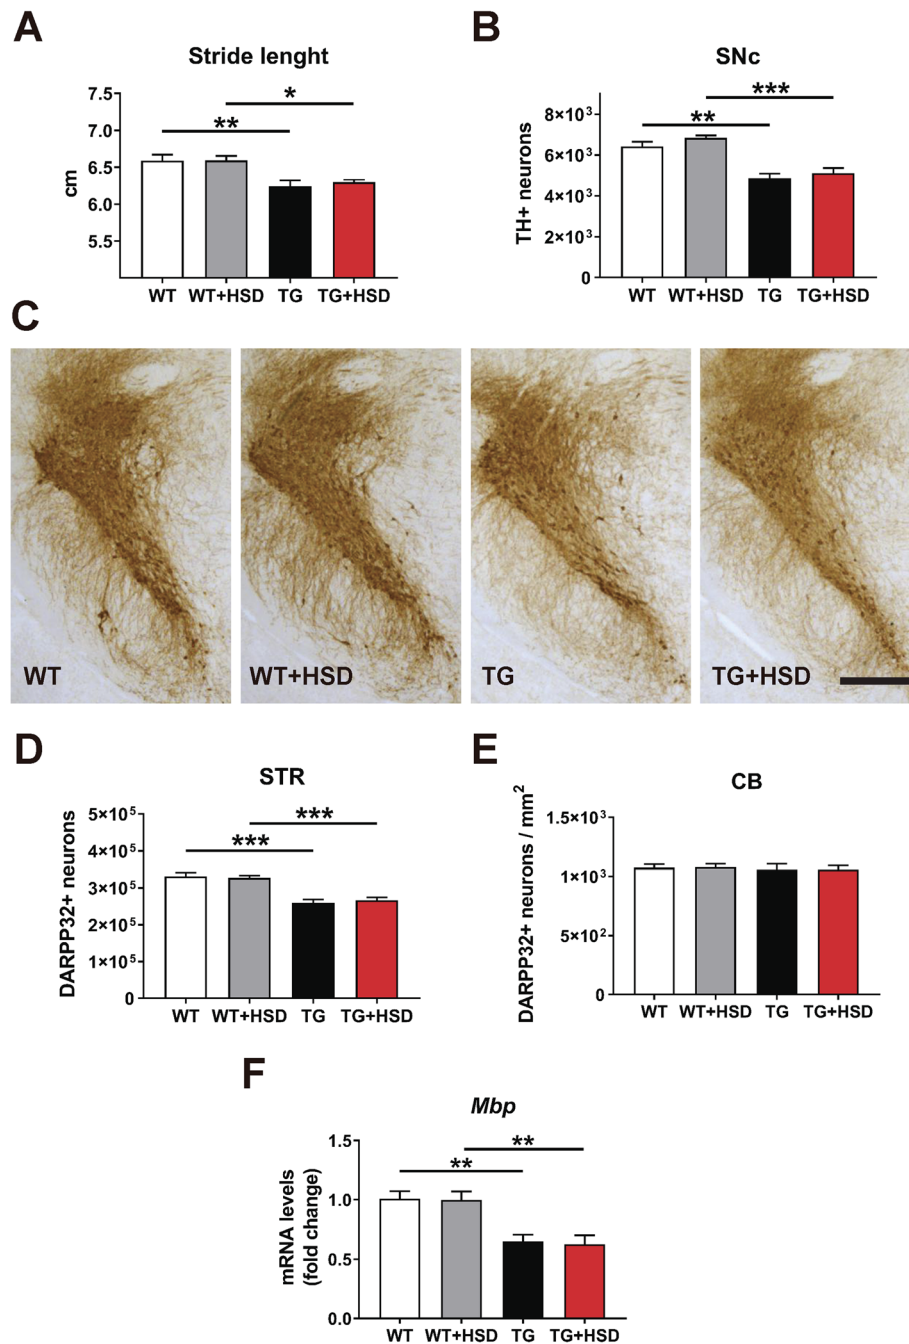 A
Stride lenght
7.5
7.0
6.5
6.0
5.5
cm
**
*
WT WT+HSD TG TG+HSD
B
SNc
8×10³
6×10³
4×10³
2×10³
0
TH+ neurons
**
***
WT WT+HSD TG TG+HSD
C
WT
WT+HSD
TG
TG+HSD
D
STR
5×10⁵
4×10⁵
3×10⁵
2×10⁵
1×10⁵
0
DARPP32+ neurons
***
***
WT WT+HSD TG TG+HSD
E
CB
1.5×10³
1×10³
5×10²
0
DARPP32+ neurons / mm²
WT WT+HSD TG TG+HSD
F
Mbp
1.5
1.0
0.5
0.0
mRNA levels
(fold change)
**
**
WT WT+HSD TG TG+HSD